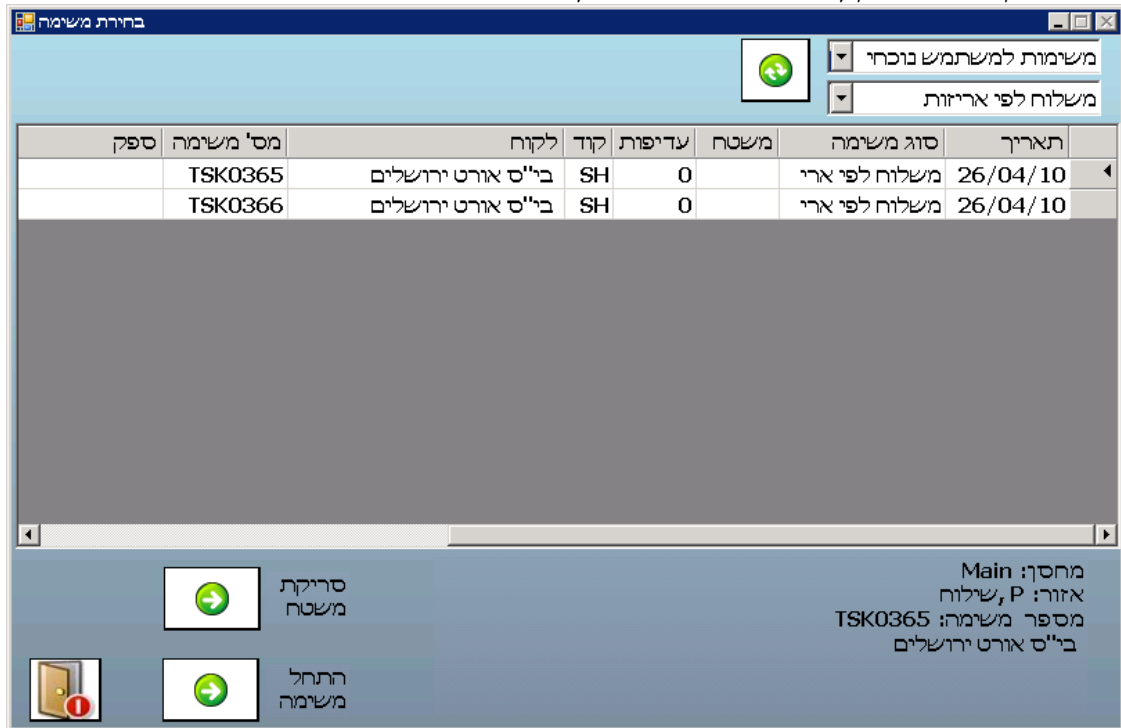 בחירת משימה
משימות למשתמש נוכחי
משלוח לפי אריזות
תאריך סוג משימה משטח עדיפות קוד לקוח מס' משימה ספק
26/04/10 משלוח לפי ארי 0 SH בי"ס אורט ירושלים TSK0365
26/04/10 משלוח לפי ארי 0 SH בי"ס אורט ירושלים TSK0366
מחסן: Main
אזור: P ,שילוח
מספר משימה: TSK0365
בי"ס אורט ירושלים
סריקת
משטח
התחל
משימה